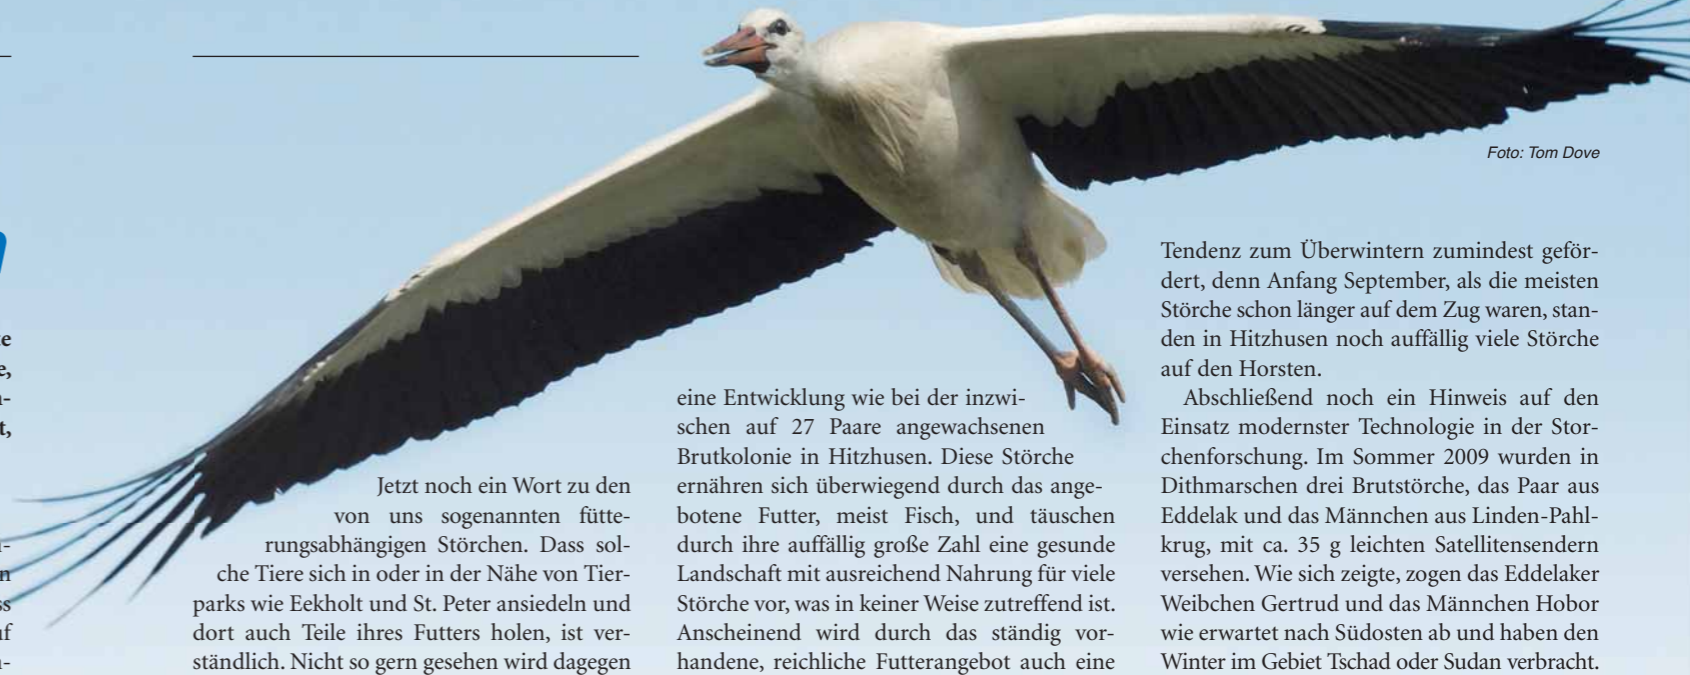 Foto: Tom Dove
Jetzt noch ein Wort zu den
von uns sogenannten fütte-
rungsabhängigen Störchen. Dass sol-
che Tiere sich in oder in der Nähe von Tier-
parks wie Eekholt und St. Peter ansiedeln und
dort auch Teile ihres Futters holen, ist ver-
ständlich. Nicht so gern gesehen wird dagegen
eine Entwicklung wie bei der inzwi-
schen auf 27 Paare angewachsenen
Brutkolonie in Hitzhusen. Diese Störche
ernähren sich überwiegend durch das ange-
botene Futter, meist Fisch, und täuschen
durch ihre auffällig große Zahl eine gesunde
Landschaft mit ausreichend Nahrung für viele
Störche vor, was in keiner Weise zutreffend ist.
Anscheinend wird durch das ständig vor-
handene, reichliche Futterangebot auch eine
Tendenz zum Überwintern zumindest geför-
dert, denn Anfang September, als die meisten
Störche schon länger auf dem Zug waren, stan-
den in Hitzhusen noch auffällig viele Störche
auf den Horsten.
Abschließend noch ein Hinweis auf den
Einsatz modernster Technologie in der Stor-
chenforschung. Im Sommer 2009 wurden in
Dithmarschen drei Brutstörche, das Paar aus
Eddelak und das Männchen aus Linden-Pahl-
krug, mit ca. 35 g leichten Satellitensendern
versehen. Wie sich zeigte, zogen das Eddelaker
Weibchen Gertrud und das Männchen Hobor
wie erwartet nach Südosten ab und haben den
Winter im Gebiet Tschad oder Sudan verbracht.